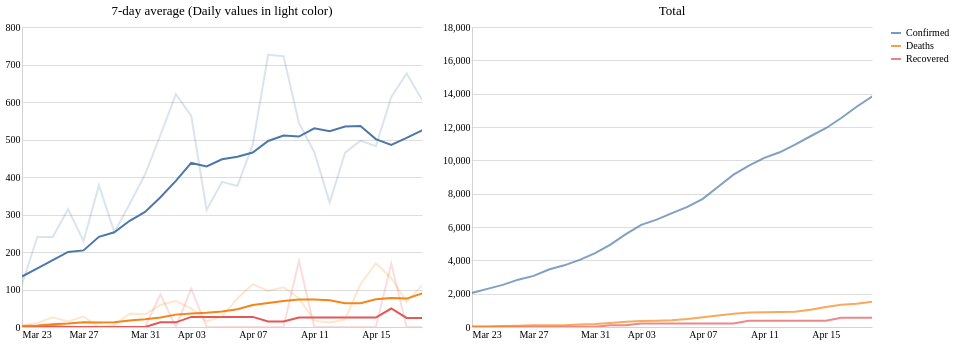 7-day average (Daily values in light color)
800
700
600
500
400
300
200
100
0
Mar 23 Mar 27 Mar 31 Apr 03 Apr 07 Apr 11 Apr 15
Total
18,000
16,000
14,000
12,000
10,000
8,000
6,000
4,000
2,000
0
Mar 23 Mar 27 Mar 31 Apr 03 Apr 07 Apr 11 Apr 15
Confirmed
Deaths
Recovered